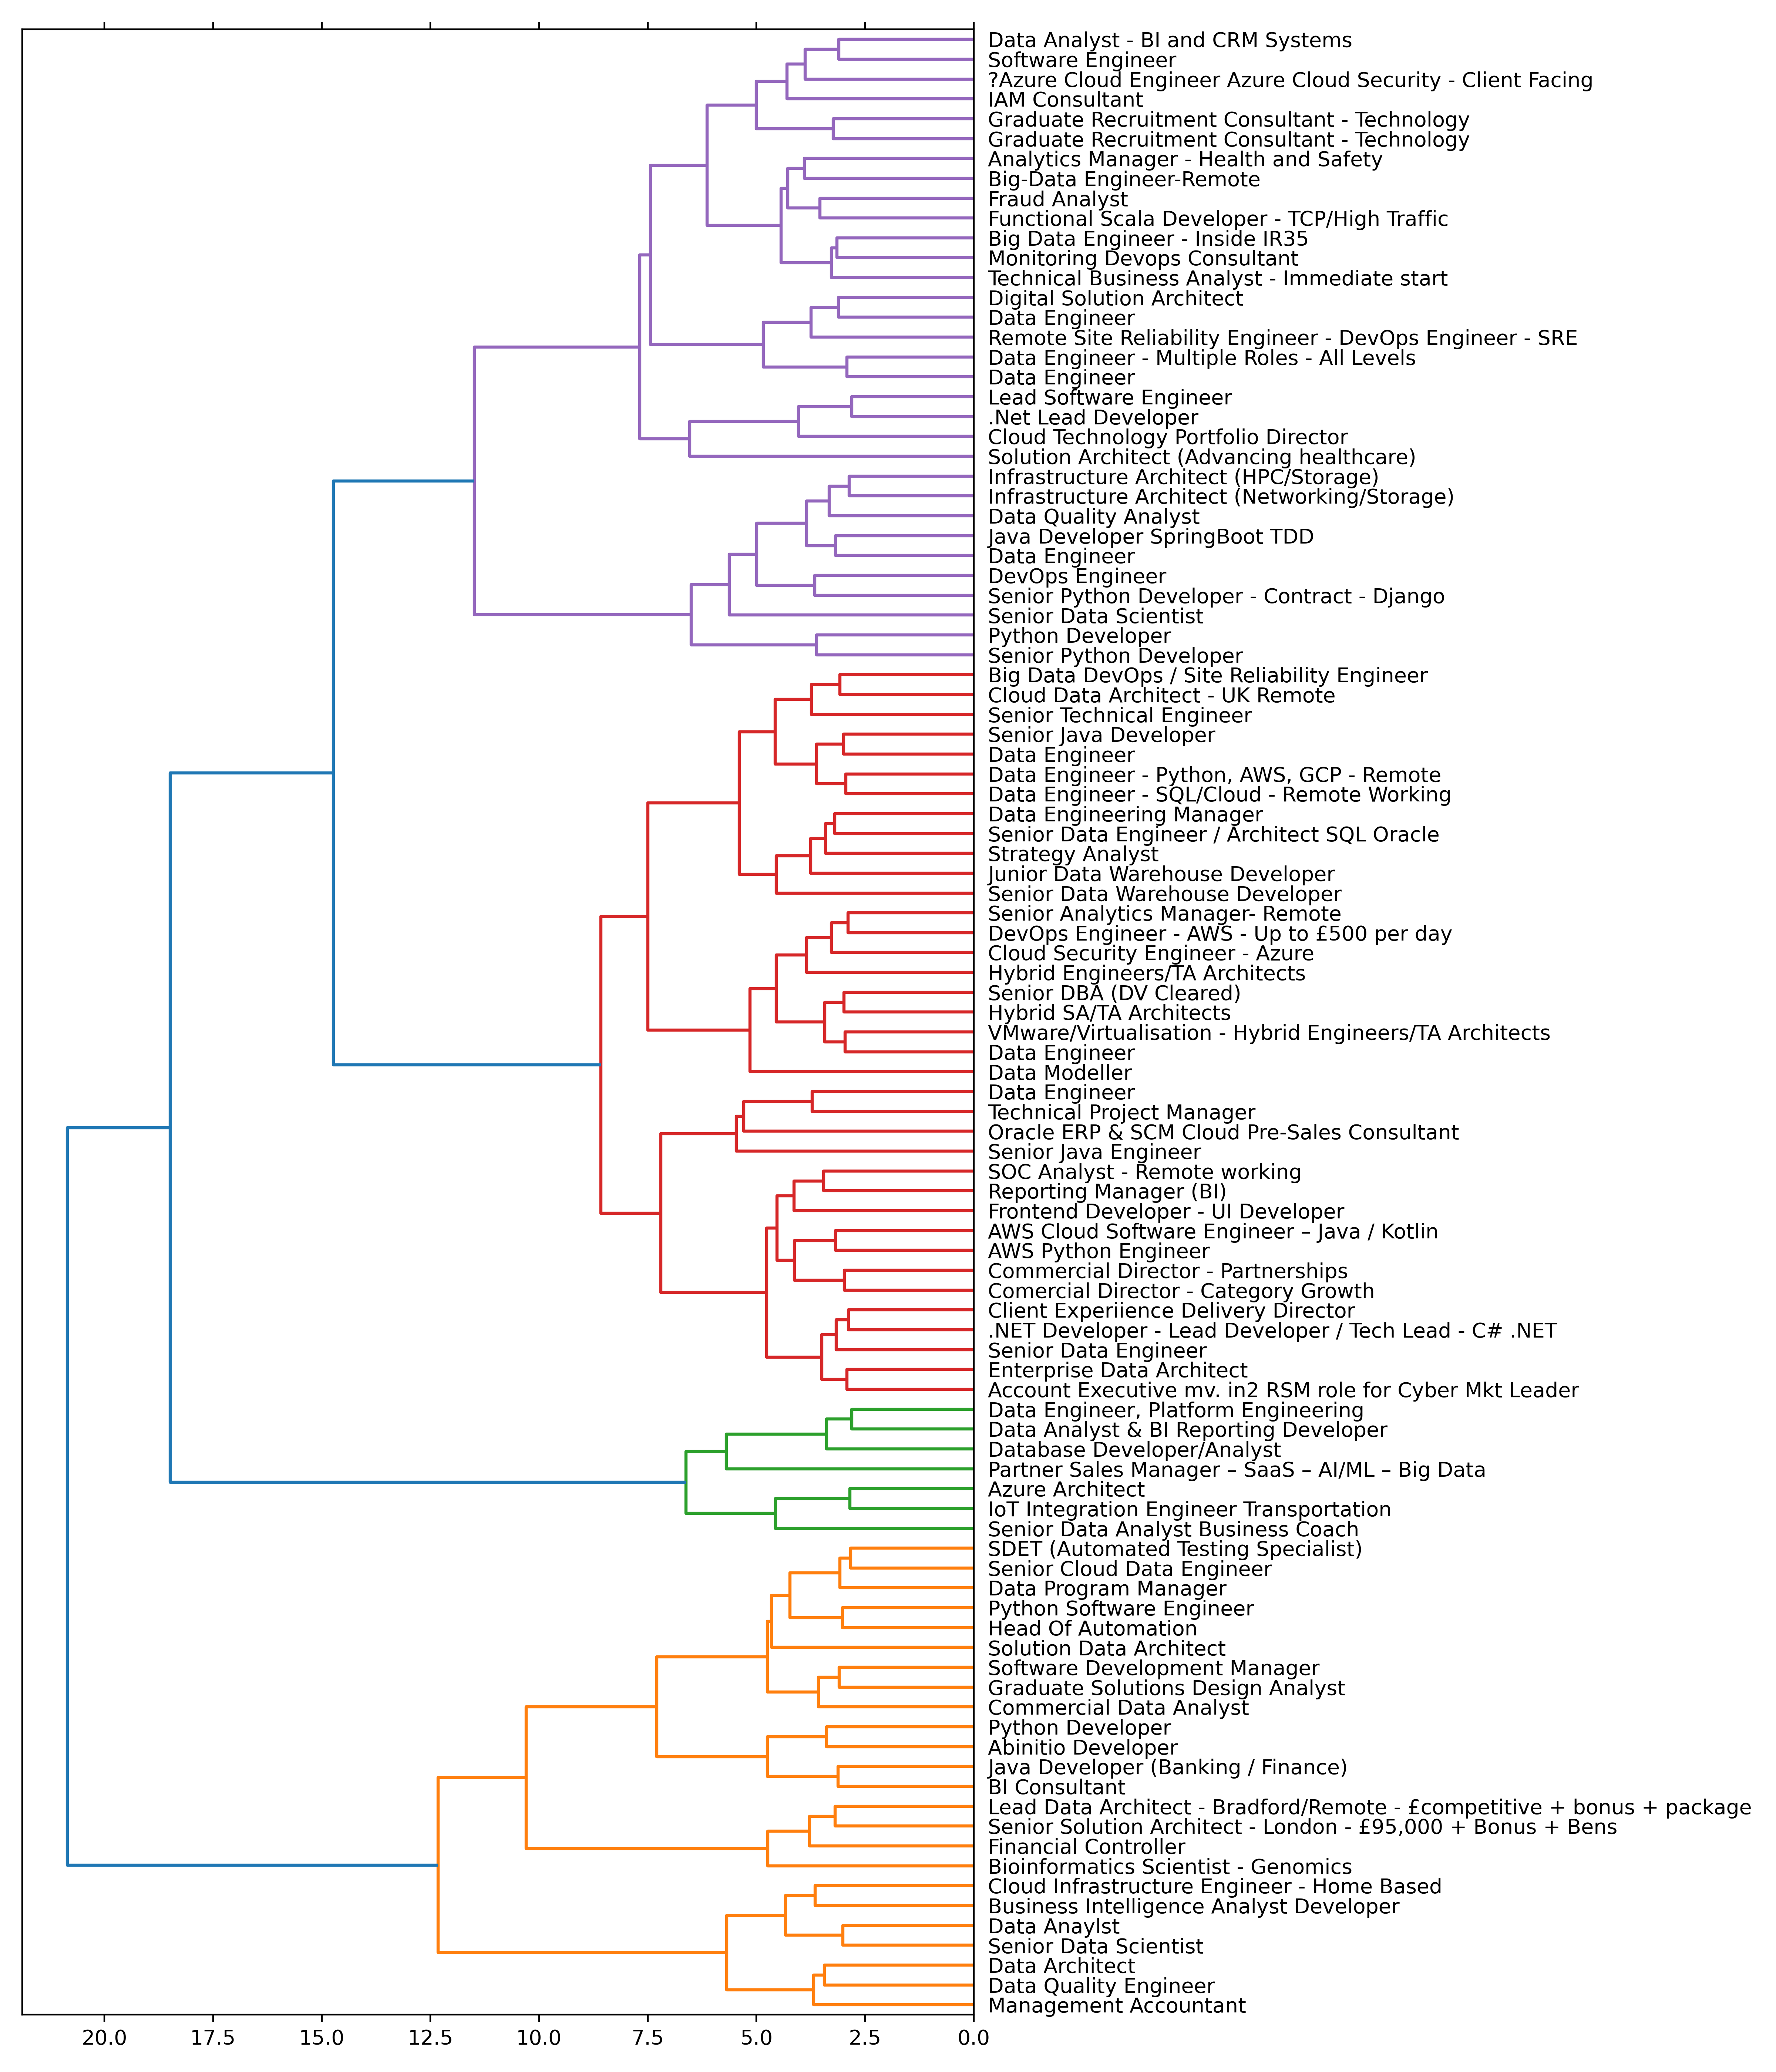 Data Analyst - BI and CRM Systems
Software Engineer
?Azure Cloud Engineer Azure Cloud Security - Client Facing
IAM Consultant
Graduate Recruitment Consultant - Technology
Graduate Recruitment Consultant - Technology
Analytics Manager - Health and Safety
Big-Data Engineer-Remote
Fraud Analyst
Functional Scala Developer - TCP/High Traffic
Big Data Engineer - Inside IR35
Monitoring Devops Consultant
Technical Business Analyst - Immediate start
Digital Solution Architect
Data Engineer
Remote Site Reliability Engineer - DevOps Engineer - SRE
Data Engineer - Multiple Roles - All Levels
Data Engineer
Lead Software Engineer
.Net Lead Developer
Cloud Technology Portfolio Director
Solution Architect (Advancing healthcare)
Infrastructure Architect (HPC/Storage)
Infrastructure Architect (Networking/Storage)
Data Quality Analyst
Java Developer SpringBoot TDD
Data Engineer
DevOps Engineer
Senior Python Developer - Contract - Django
Senior Data Scientist
Python Developer
Senior Python Developer
Big Data DevOps / Site Reliability Engineer
Cloud Data Architect - UK Remote
Senior Technical Engineer
Senior Java Developer
Data Engineer
Data Engineer - Python, AWS, GCP - Remote
Data Engineer - SQL/Cloud - Remote Working
Data Engineering Manager
Senior Data Engineer / Architect SQL Oracle
Strategy Analyst
Junior Data Warehouse Developer
Senior Data Warehouse Developer
Senior Analytics Manager- Remote
DevOps Engineer - AWS - Up to £500 per day
Cloud Security Engineer - Azure
Hybrid Engineers/TA Architects
Senior DBA (DV Cleared)
Hybrid SA/TA Architects
VMware/Virtualisation - Hybrid Engineers/TA Architects
Data Engineer
Data Modeller
Data Engineer
Technical Project Manager
Oracle ERP & SCM Cloud Pre-Sales Consultant
Senior Java Engineer
SOC Analyst - Remote working
Reporting Manager (BI)
Frontend Developer - UI Developer
AWS Cloud Software Engineer – Java / Kotlin
AWS Python Engineer
Commercial Director - Partnerships
Comercial Director - Category Growth
Client Experiience Delivery Director
.NET Developer - Lead Developer / Tech Lead - C# .NET
Senior Data Engineer
Enterprise Data Architect
Account Executive mv. in2 RSM role for Cyber Mkt Leader
Data Engineer, Platform Engineering
Data Analyst & BI Reporting Developer
Database Developer/Analyst
Partner Sales Manager – SaaS – AI/ML – Big Data
Azure Architect
IoT Integration Engineer Transportation
Senior Data Analyst Business Coach
SDET (Automated Testing Specialist)
Senior Cloud Data Engineer
Data Program Manager
Python Software Engineer
Head Of Automation
Solution Data Architect
Software Development Manager
Graduate Solutions Design Analyst
Commercial Data Analyst
Python Developer
Abinitio Developer
Java Developer (Banking / Finance)
BI Consultant
Lead Data Architect - Bradford/Remote - £competitive + bonus + package
Senior Solution Architect - London - £95,000 + Bonus + Bens
Financial Controller
Bioinformatics Scientist - Genomics
Cloud Infrastructure Engineer - Home Based
Business Intelligence Analyst Developer
Data Anaylst
Senior Data Scientist
Data Architect
Data Quality Engineer
Management Accountant
20.0 17.5 15.0 12.5 10.0 7.5 5.0 2.5 0.0